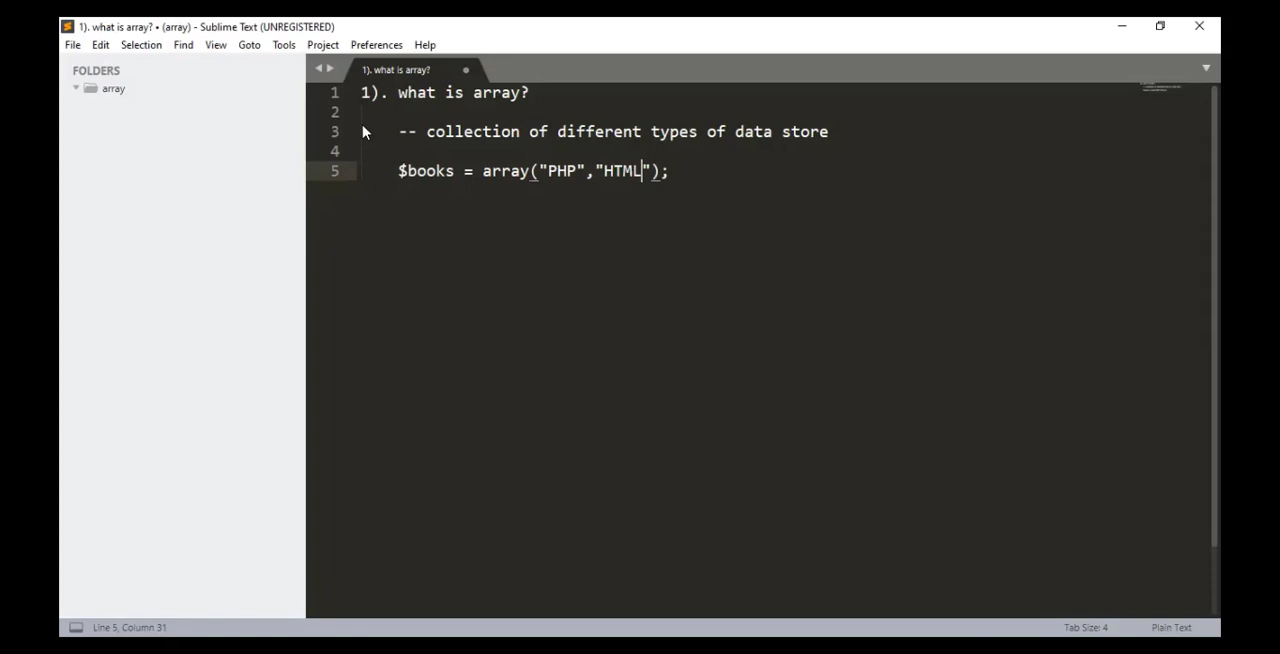 1). what is array? • (array) - Sublime Text (UNREGISTERED)
File Edit Selection Find View Goto Tools Project Preferences Help
FOLDERS
array
1). what is array?
1 1). what is array?
2
3 -- collection of different types of data store
4
5 $books = array("PHP","HTML");
Line 5, Column 31
Tab Size: 4
Plain Text